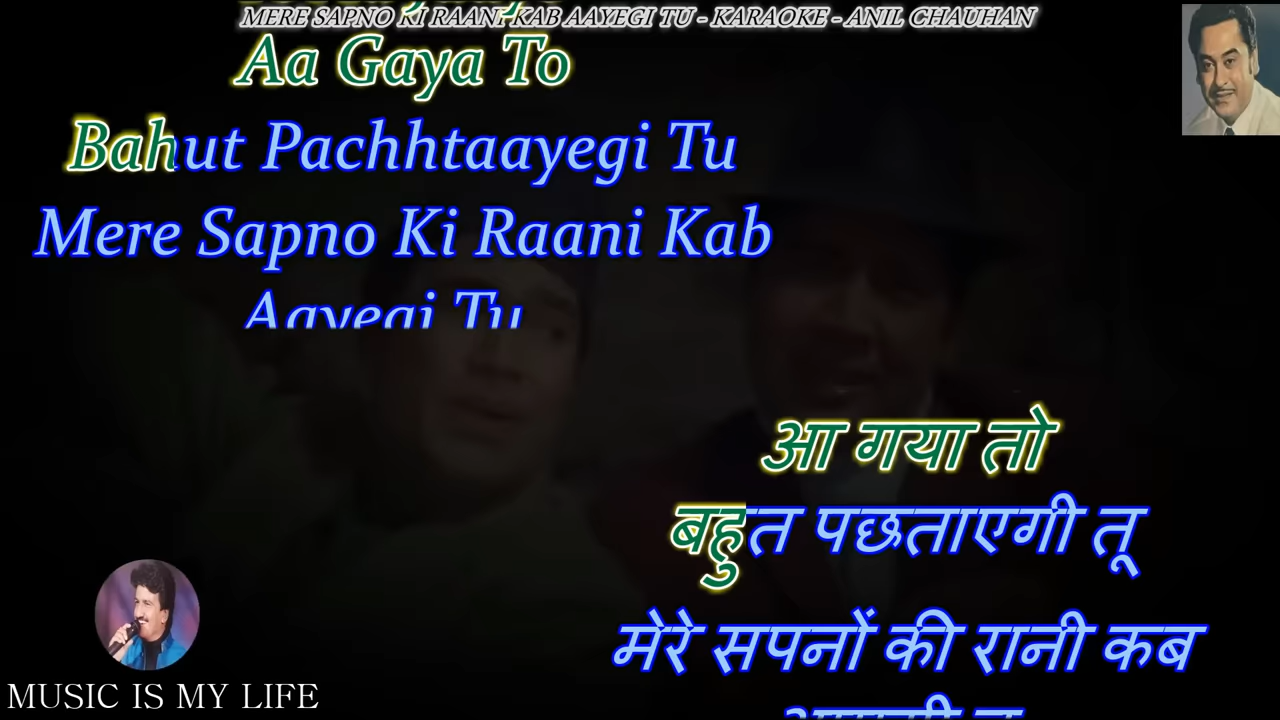 MERE SAPNO KI RAANI KAB AAYEGI TU - KARAOKE - ANIL CHAUHAN
Aa Gaya To
Bahut Pachhtaayegi Tu
Mere Sapno Ki Raani Kab
Aayegi Tu
आ गया तो
बहुत पछताएगी तू
मेरे सपनों की रानी कब
MUSIC IS MY LIFE